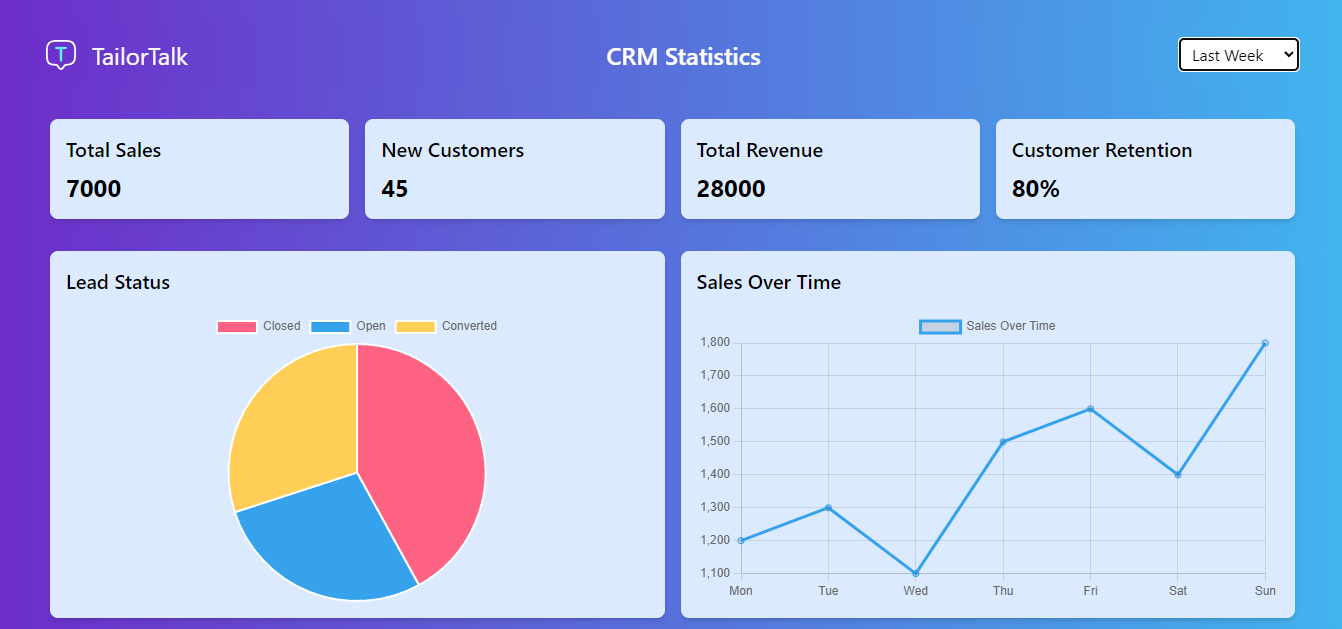 TailorTalk
CRM Statistics
Last Week
Total Sales
7000
New Customers
45
Total Revenue
28000
Customer Retention
80%
Lead Status
Closed Open Converted
Sales Over Time
Sales Over Time
1,800
1,700
1,600
1,500
1,400
1,300
1,200
1,100
Mon Tue Wed Thu Fri Sat Sun